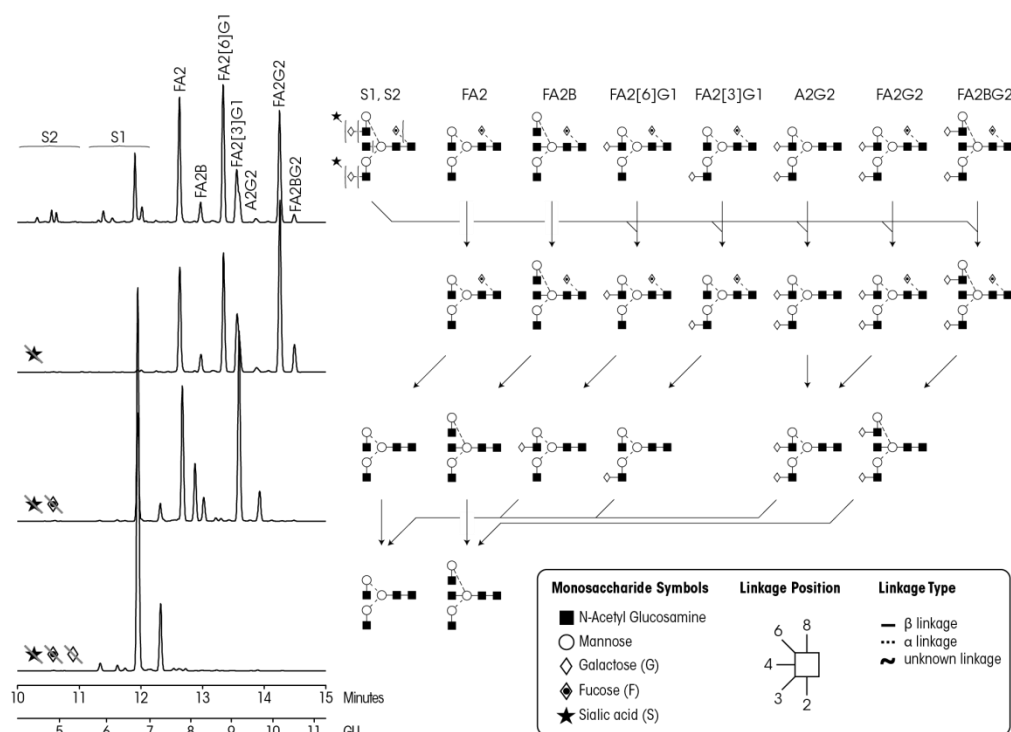 S2
S1
FA2
FA2B
FA2[6]G1
FA2[3]G1
A2G2
FA2G2
FA2BG2
S1, S2 FA2 FA2B FA2[6]G1 FA2[3]G1 A2G2 FA2G2 FA2BG2
10 11 12 13 14 15 Minutes
5 6 7 8 9 10 11 GU
Monosaccharide Symbols
N-Acetyl Glucosamine
Mannose
Galactose (G)
Fucose (F)
Sialic acid (S)
Linkage Position
6 8
4
3 2
Linkage Type
β linkage
α linkage
unknown linkage